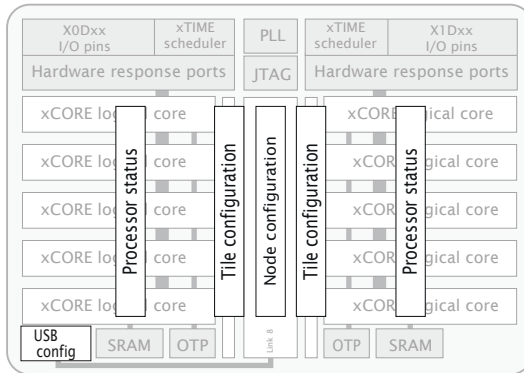 X0Dxx
I/O pins
xTIME
scheduler
PLL
xTIME
scheduler
X1Dxx
I/O pins
Hardware response ports
JTAG
Hardware response ports
xCORE log l core
xCORE ogical core
xCORE log l core
xCOR gical core
xCORE log l core
xCOR gical core
xCORE log l core
xCOR gical core
xCORE log l core
xCOR gical core
Processor status
Tile configuration
Node configuration
Tile configuration
Processor status
USB
config
SRAM
OTP
Link 8
OTP
SRAM